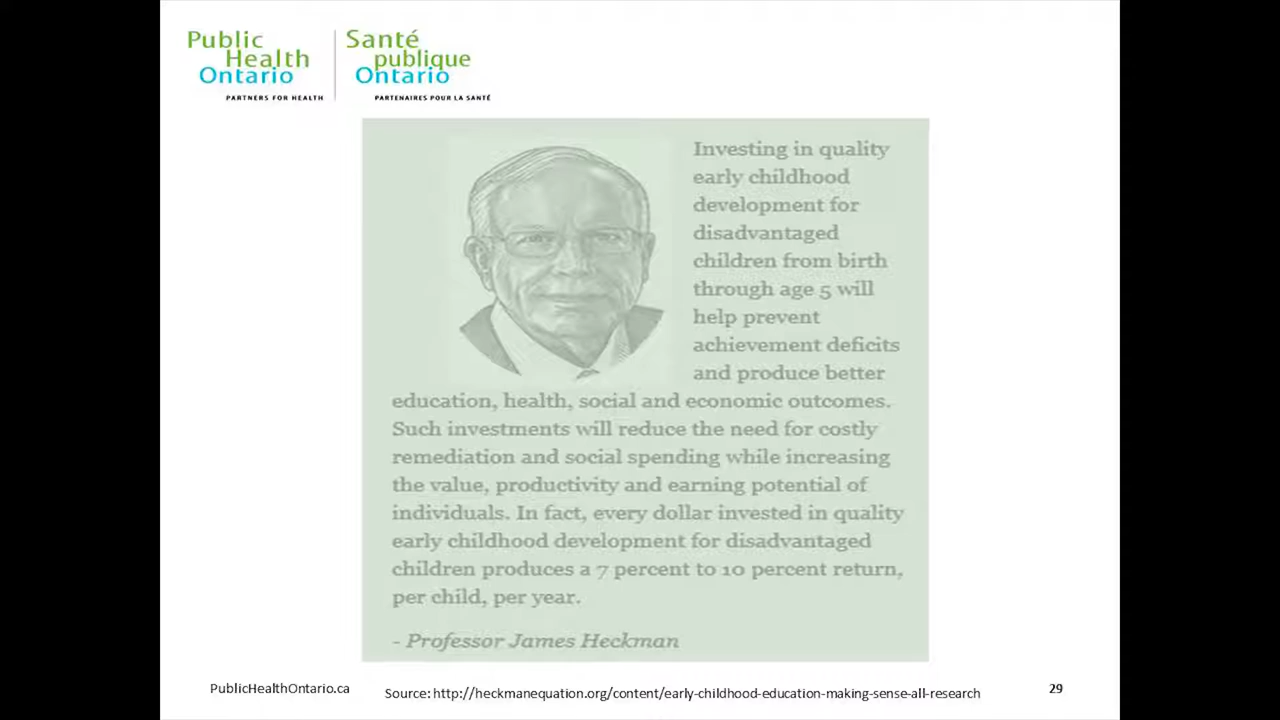 Public
Health
Ontario
PARTNERS FOR HEALTH
Santé
publique
Ontario
PARTENAIRES POUR LA SANTÉ
Investing in quality
early childhood
development for
disadvantaged
children from birth
through age 5 will
help prevent
achievement deficits
and produce better
education, health, social and economic outcomes.
Such investments will reduce the need for costly
remediation and social spending while increasing
the value, productivity and earning potential of
individuals. In fact, every dollar invested in quality
early childhood development for disadvantaged
children produces a 7 percent to 10 percent return,
per child, per year.
- Professor James Heckman
PublicHealthOntario.ca
Source: http://heckmanequation.org/content/early-childhood-education-making-sense-all-research
29